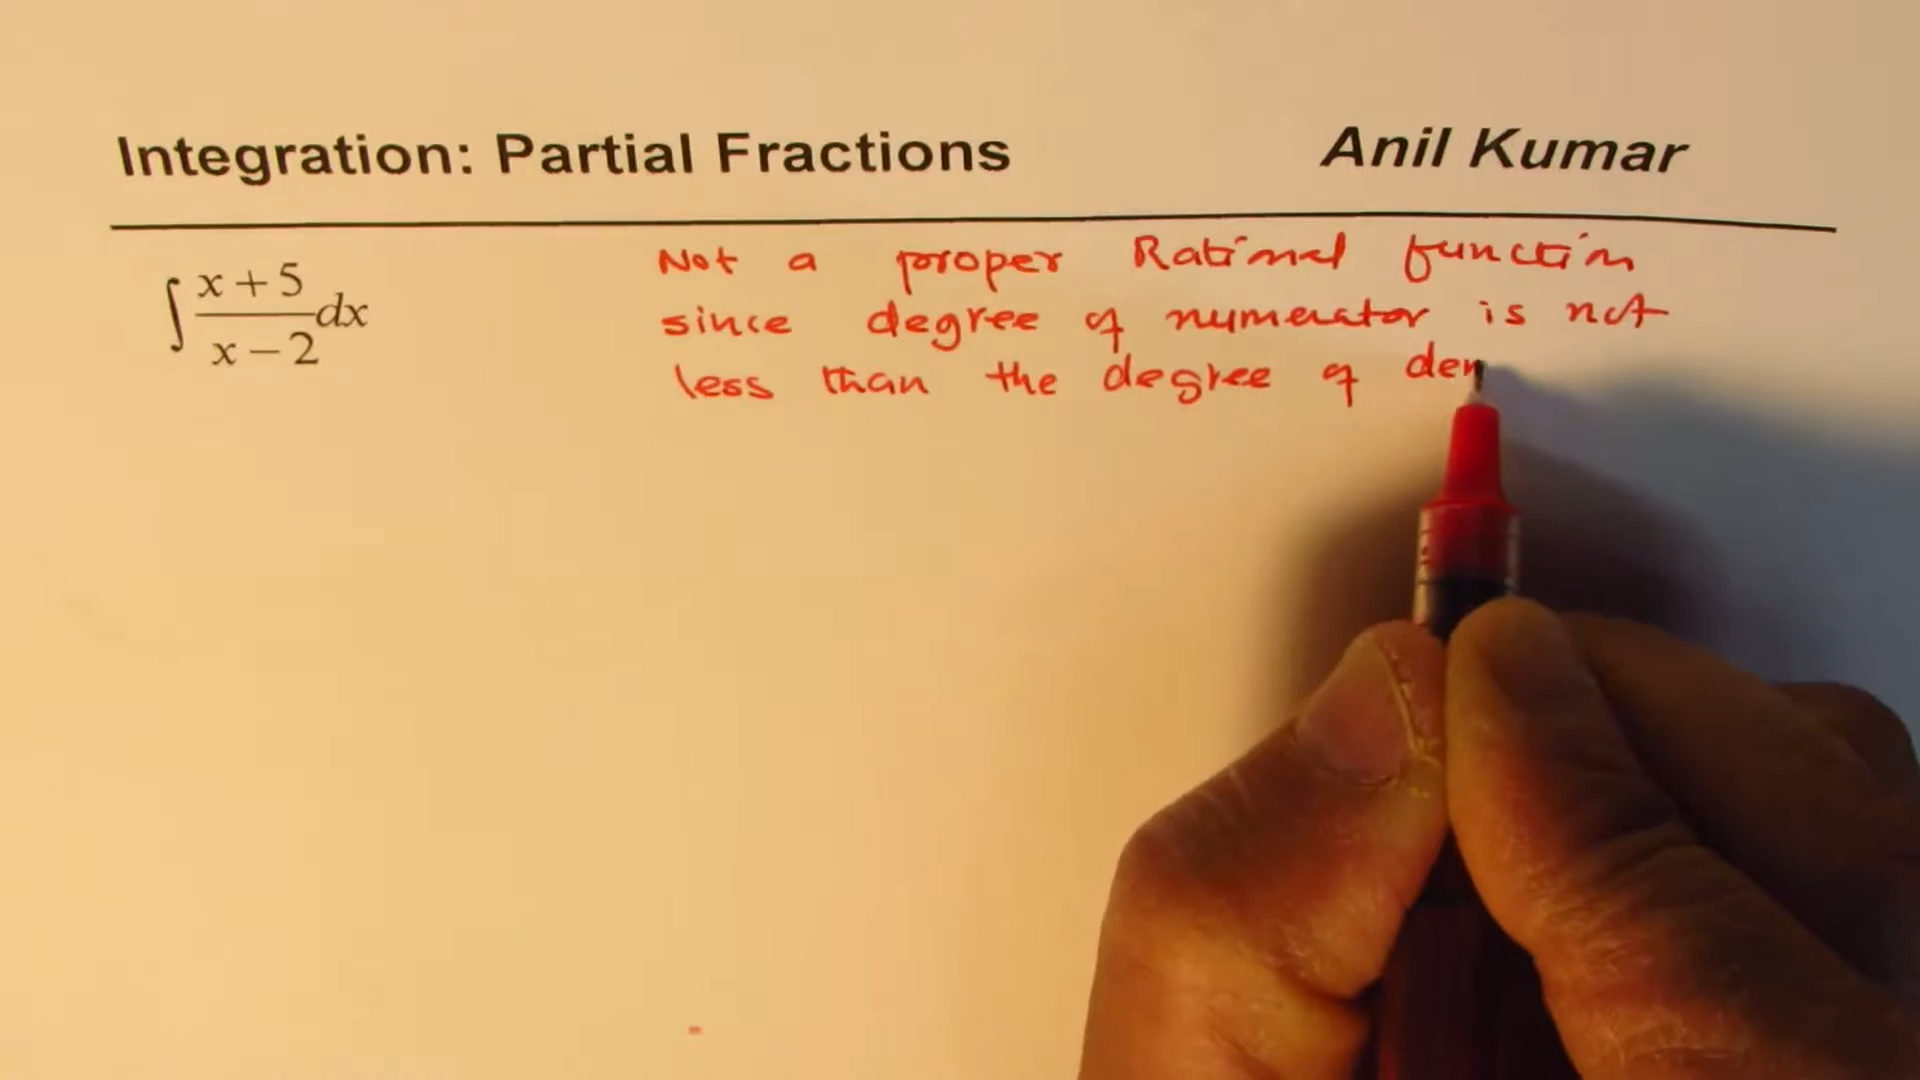 Integration: Partial Fractions Anil Kumar
∫ x + 5 / x − 2 dx
Not a proper Rational function
since degree of numerator is not
less than the degree of den